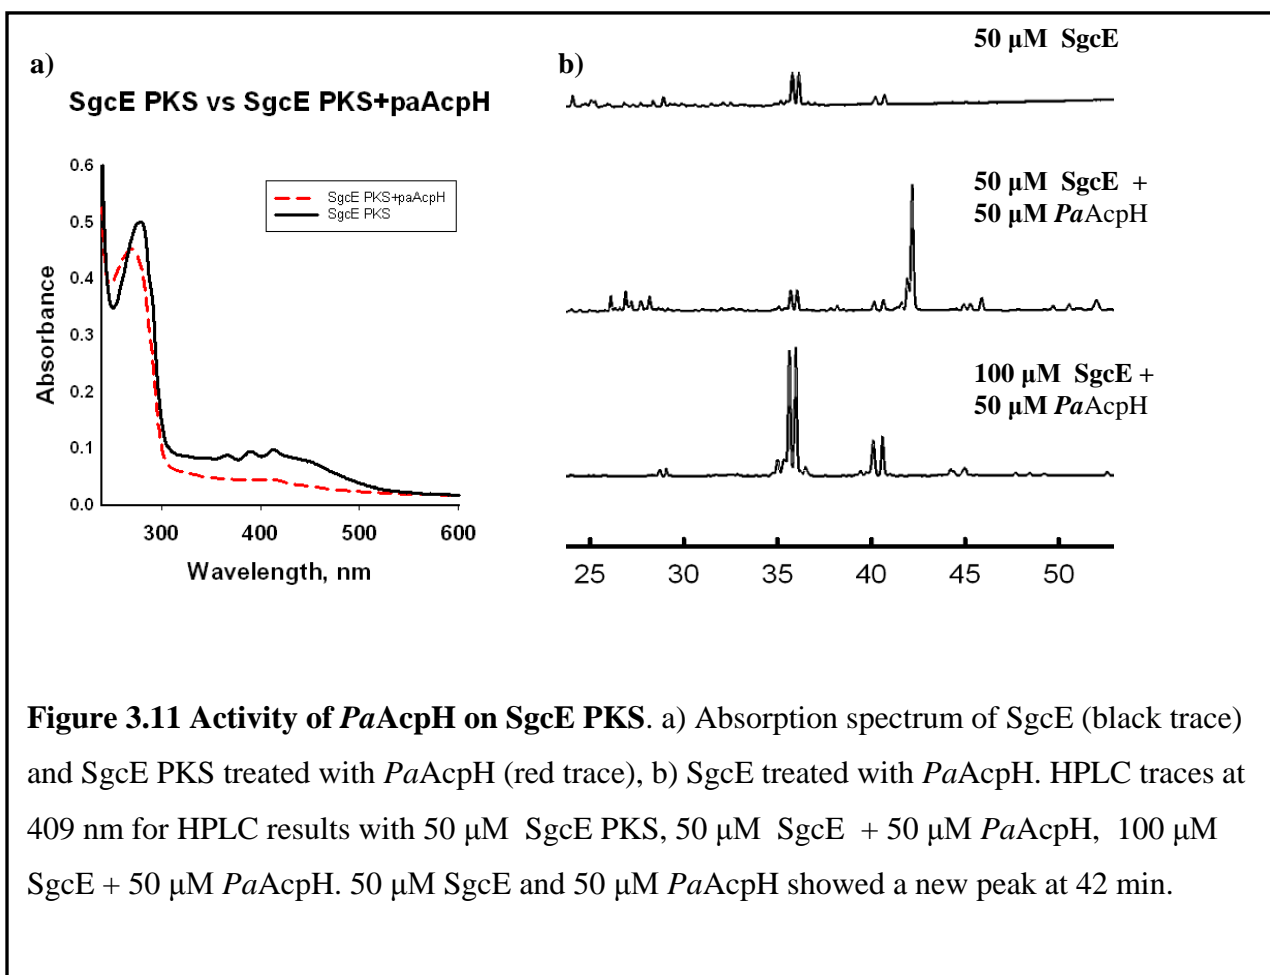 a)
SgcE PKS vs SgcE PKS+paAcpH
0.6
0.5
0.4
0.3
0.2
0.1
0.0
Absorbance
SgcE PKS+paAcpH
SgcE PKS
300 400 500 600
Wavelength, nm
b)
50 μM SgcE
50 μM SgcE +
50 μM PaAcpH
100 μM SgcE +
50 μM PaAcpH
25 30 35 40 45 50
Figure 3.11 Activity of PaAcpH on SgcE PKS. a) Absorption spectrum of SgcE (black trace)
and SgcE PKS treated with PaAcpH (red trace), b) SgcE treated with PaAcpH. HPLC traces at
409 nm for HPLC results with 50 μM SgcE PKS, 50 μM SgcE + 50 μM PaAcpH, 100 μM
SgcE + 50 μM PaAcpH. 50 μM SgcE and 50 μM PaAcpH showed a new peak at 42 min.